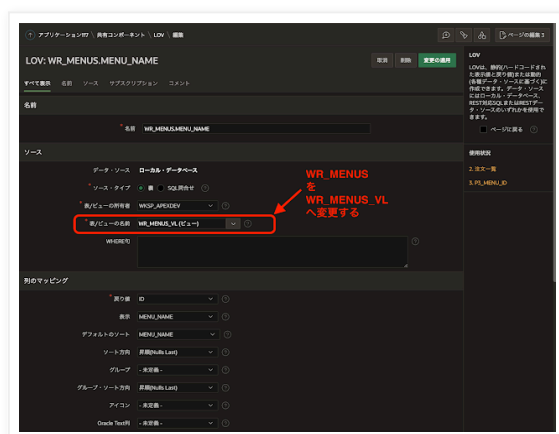 アプリケーション117 \ 共有コンポーネント \ LOV \ 編集
ページの編集 3
LOV: WR_MENUS.MENU_NAME
取消 削除 変更の適用
すべて表示 名前 ソース サブスクリプション コメント
名前
* 名前 WR_MENUS.MENU_NAME
ソース
データ・ソース ローカル・データベース
* ソース・タイプ 表 SQL問合せ
* 表/ビューの所有者 WKSP_APEXDEV
* 表/ビューの名前 WR_MENUS_VL (ビュー)
WHERE句
WR_MENUS
を
WR_MENUS_VL
へ変更する
列のマッピング
* 戻り値 ID
表示 MENU_NAME
デフォルトのソート MENU_NAME
ソート方向 昇順(Nulls Last)
グループ - 未定義 -
グループ・ソート方向 昇順(Nulls Last)
アイコン - 未定義 -
Oracle Text列 - 未定義 -
LOV
LOVは、静的(ハードコードされ
た表示値と戻り値)または動的
(各種データ・ソースに基づく)に
作成できます。データ・ソース
にはローカル・データベース、
REST対応SQLまたはRESTデー
タ・ソースのいずれかを使用で
きます。
ページに戻る
使用状況
2. 注文一覧
3. P3_MENU_ID